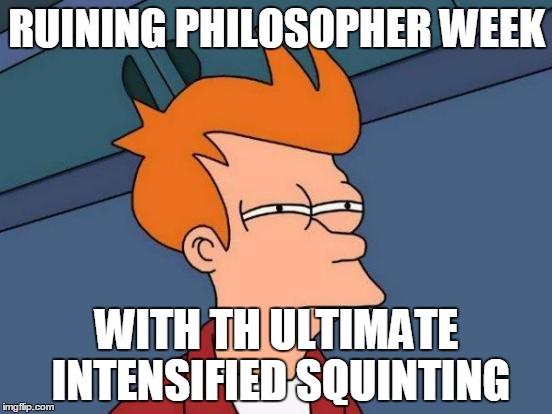 RUINING PHILOSOPHER WEEK
WITH TH ULTIMATE
INTENSIFIED SQUINTING
imgflip.com